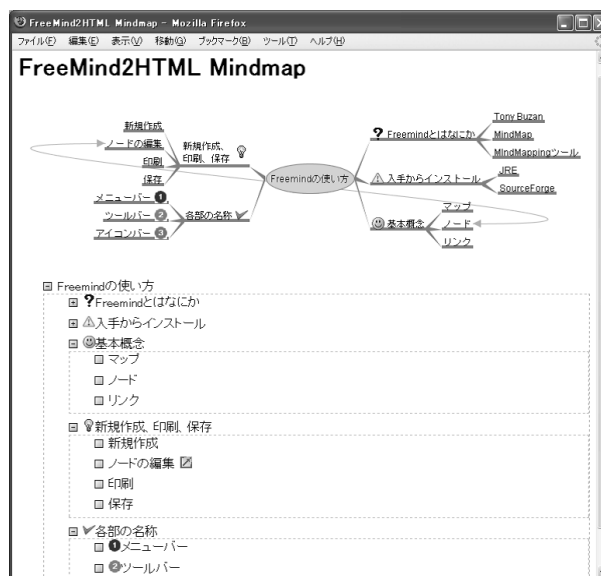 FreeMind2HTML Mindmap - Mozilla Firefox
ファイル(F) 編集(E) 表示(V) 移動(G) ブックマーク(B) ツール(T) ヘルプ(H)
FreeMind2HTML Mindmap
新規作成
ノードの編集
印刷
保存
新規作成、
印刷、保存
メニューバー 1
ツールバー 2
アイコンバー 3
各部の名称
Freemindの使い方
? Freemindとはなにか
Tony Buzan
MindMap
MindMappingツール
入手からインストール
JRE
SourceForge
基本概念
マップ
ノード
リンク
Freemindの使い方
?Freemindとはなにか
入手からインストール
基本概念
マップ
ノード
リンク
新規作成、印刷、保存
新規作成
ノードの編集
印刷
保存
各部の名称
1メニューバー
2ツールバー